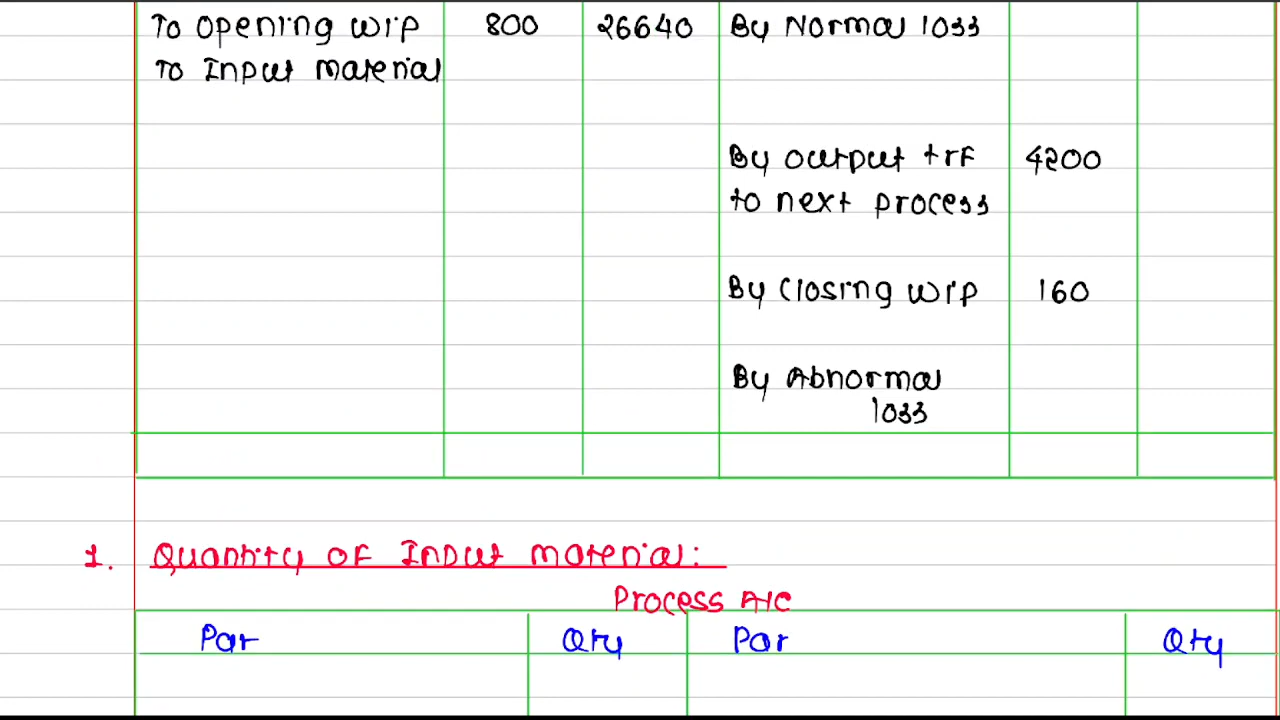 To Opening WIP 800 26640 By Normal loss
To Input Material
By Output trf 4200
to next process
By Closing WIP 160
By Abnormal
loss
1. Quantity of Input Material:
Process A/C
Par Qty Par Qty